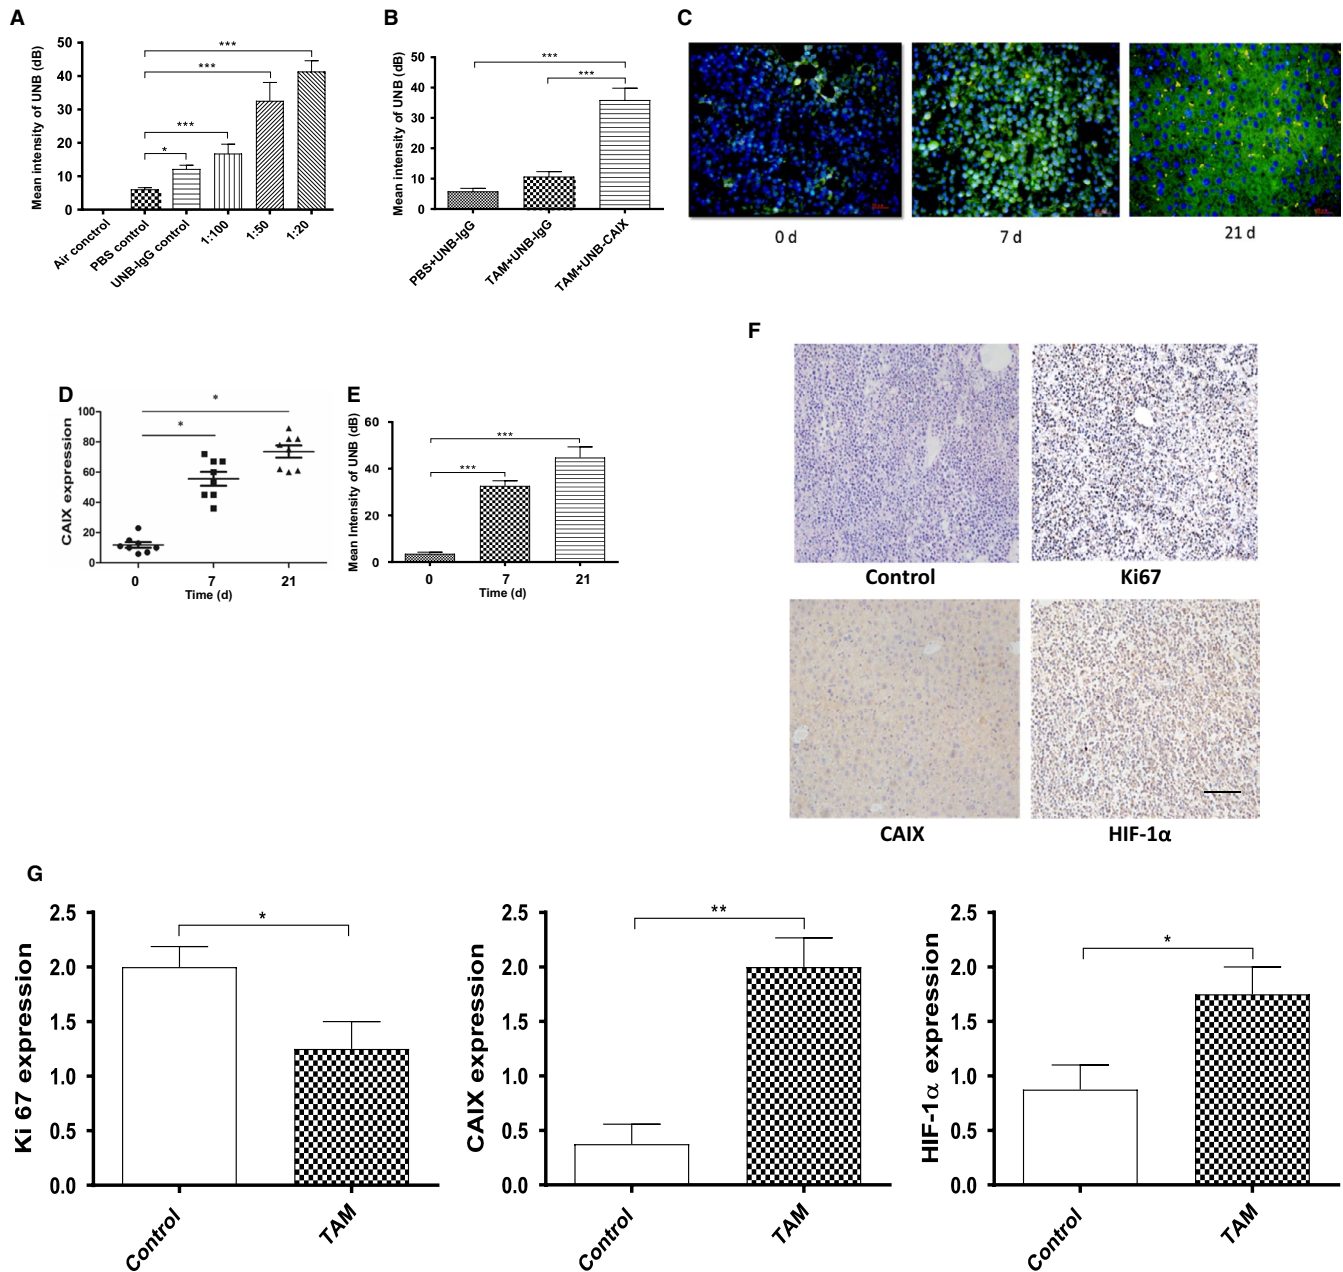 A
Mean intensity of UNB (dB)
50
40
30
20
10
0
***
***
***
*
Air conctrol
PBS control
UNB-IgG control
1:100
1:50
1:20
B
Mean intensity of UNB (dB)
50
40
30
20
10
0
***
***
PBS+UNB-IgG
TAM+UNB-IgG
TAM+UNB-CAIX
C
0 d
7 d
21 d
D
CAIX expression
100
80
60
40
20
0
*
*
0
7
21
Time (d)
E
Mean Intensity of UNB (dB)
60
40
20
0
***
***
0
7
21
Time (d)
F
Control
Ki67
CAIX
HIF-1α
G
Ki 67 expression
2.5
2.0
1.5
1.0
0.5
0.0
*
Control
TAM
CAIX expression
2.5
2.0
1.5
1.0
0.5
0.0
**
Control
TAM
HIF-1α expression
2.5
2.0
1.5
1.0
0.5
0.0
*
Control
TAM